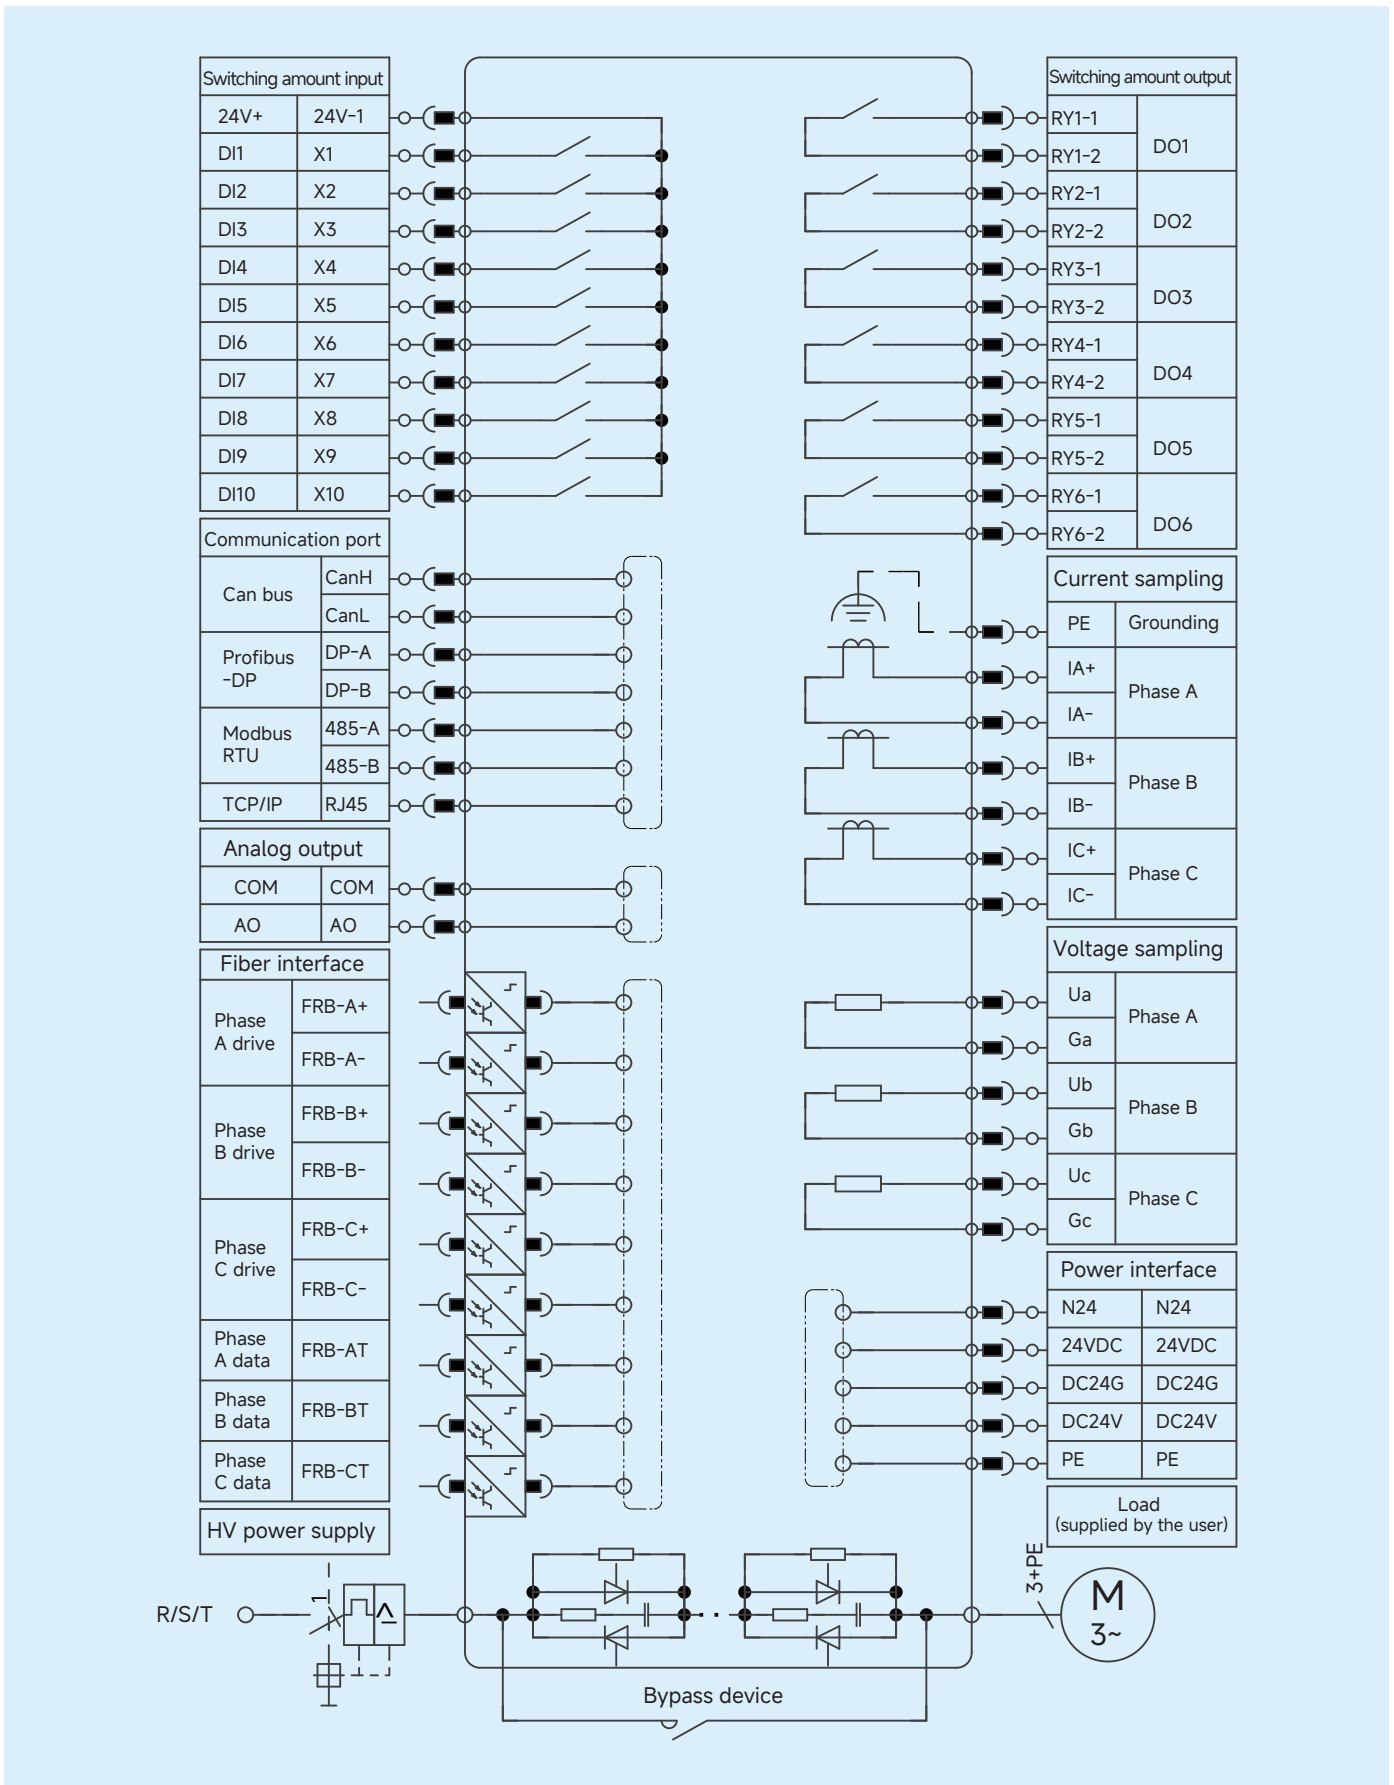 Switching amount input
24V+ 24V-1
DI1 X1
DI2 X2
DI3 X3
DI4 X4
DI5 X5
DI6 X6
DI7 X7
DI8 X8
DI9 X9
DI10 X10
Communication port
Can bus
CanH
CanL
Profibus
-DP
DP-A
DP-B
Modbus
RTU
485-A
485-B
TCP/IP RJ45
Analog output
COM COM
AO AO
Fiber interface
Phase
A drive
FRB-A+
FRB-A-
Phase
B drive
FRB-B+
FRB-B-
Phase
C drive
FRB-C+
FRB-C-
Phase
A data
FRB-AT
Phase
B data
FRB-BT
Phase
C data
FRB-CT
HV power supply
R/S/T
1
Switching amount output
RY1-1
RY1-2
DO1
RY2-1
RY2-2
DO2
RY3-1
RY3-2
DO3
RY4-1
RY4-2
DO4
RY5-1
RY5-2
DO5
RY6-1
RY6-2
DO6
Current sampling
PE Grounding
IA+
IA-
Phase A
IB+
IB-
Phase B
IC+
IC-
Phase C
Voltage sampling
Ua
Ga
Phase A
Ub
Gb
Phase B
Uc
Gc
Phase C
Power interface
N24 N24
24VDC 24VDC
DC24G DC24G
DC24V DC24V
PE PE
Load
(supplied by the user)
3+PE
M
3~
Bypass device